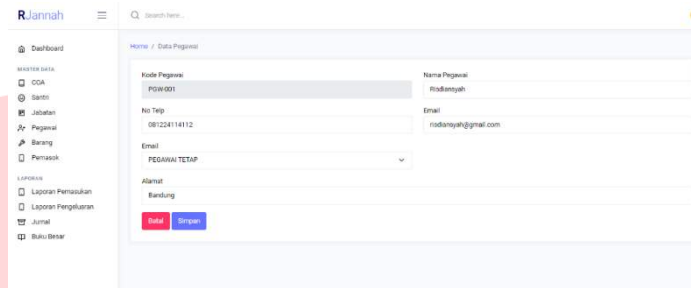 RJannah
Search here...
Home / Data Pegawai
Dashboard
MASTER DATA
COA
Santri
Jabatan
Pegawai
Barang
Pemasok
LAPORAN
Laporan Pemasukan
Laporan Pengeluaran
Jurnal
Buku Besar
Kode Pegawai
PGW-001
Nama Pegawai
Risdiansyah
No Telp
081224114112
Email
risdiansyah@gmail.com
Email
PEGAWAI TETAP
Alamat
Bandung
Batal
Simpan